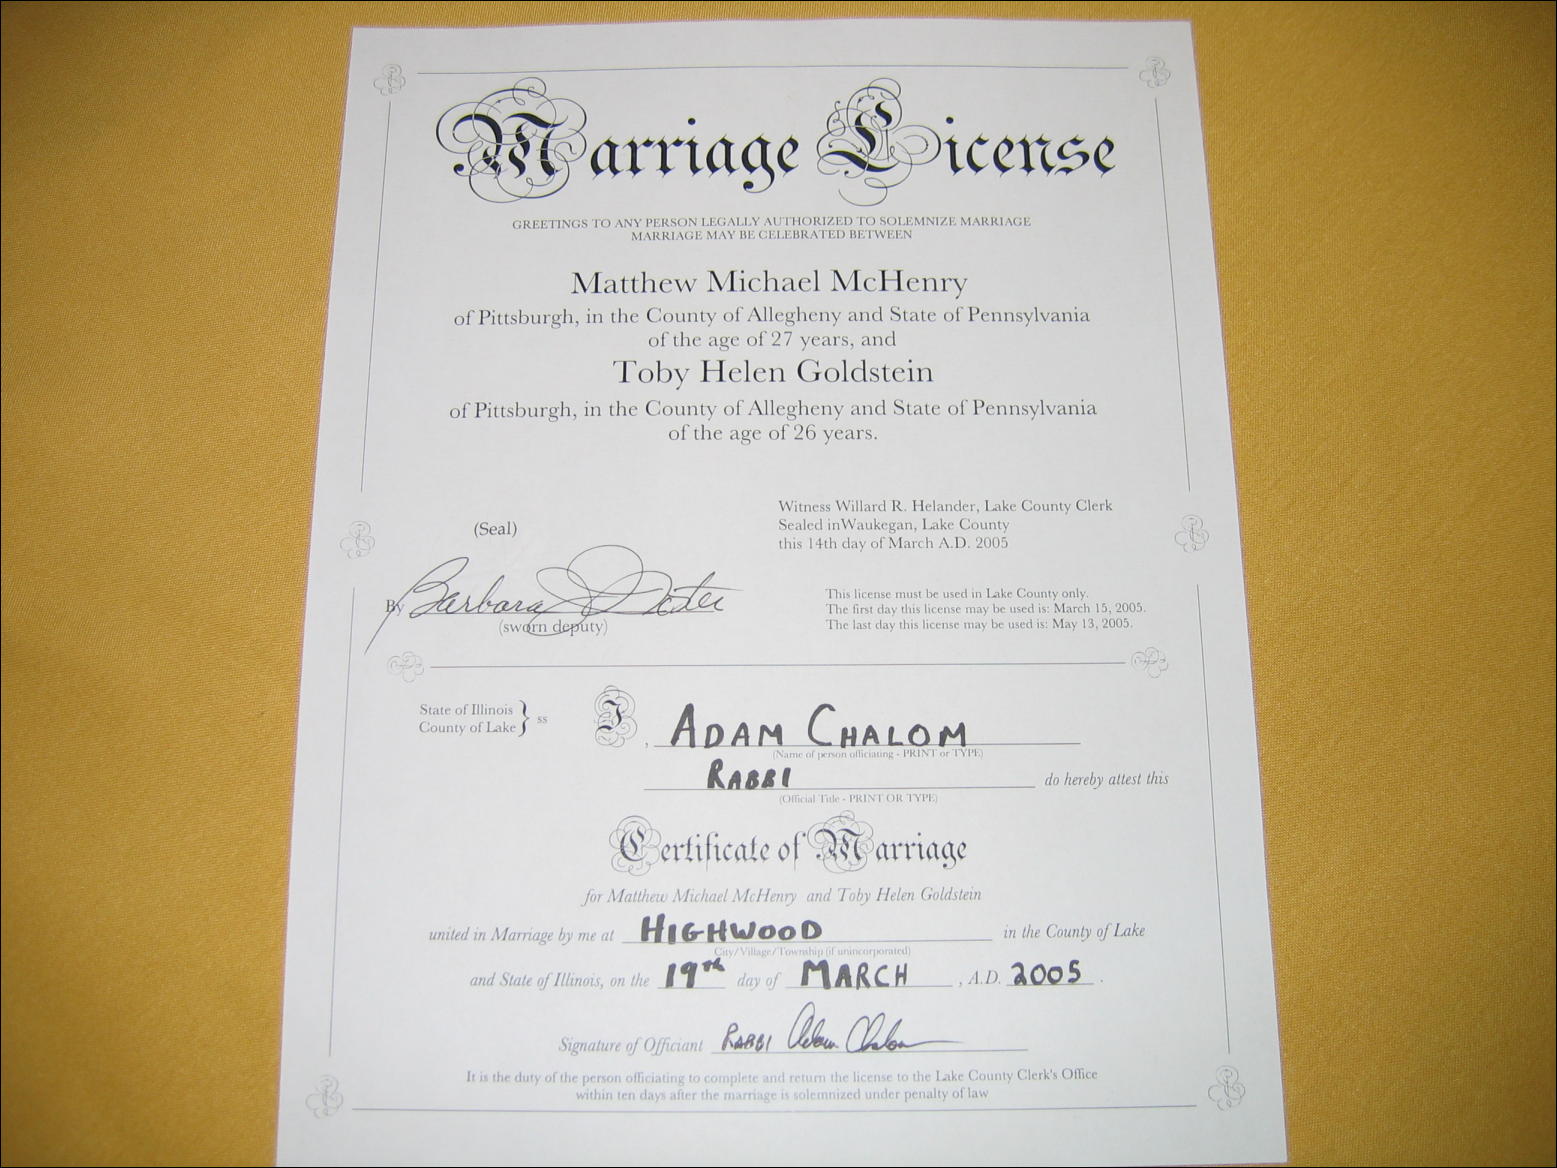 Marriage License
GREETINGS TO ANY PERSON LEGALLY AUTHORIZED TO SOLEMNIZE MARRIAGE
MARRIAGE MAY BE CELEBRATED BETWEEN
Matthew Michael McHenry
of Pittsburgh, in the County of Allegheny and State of Pennsylvania
of the age of 27 years, and
Toby Helen Goldstein
of Pittsburgh, in the County of Allegheny and State of Pennsylvania
of the age of 26 years.
Witness Willard R. Helander, Lake County Clerk
Sealed inWaukegan, Lake County
this 14th day of March A.D. 2005
(Seal)
By Barbara J.
(sworn deputy)
This license must be used in Lake County only.
The first day this license may be used is: March 15, 2005.
The last day this license may be used is: May 13, 2005.
State of Illinois
County of Lake } ss
I, ADAM CHALOM
(Name of person officiating - PRINT or TYPE)
RABBI do hereby attest this
(Official Title - PRINT OR TYPE)
Certificate of Marriage
for Matthew Michael McHenry and Toby Helen Goldstein
united in Marriage by me at HIGHWOOD in the County of Lake
City/Village/Township (if unincorporated)
and State of Illinois, on the 19th day of MARCH, A.D. 2005.
Signature of Officiant RABBI Adam Chalom
It is the duty of the person officiating to complete and return the license to the Lake County Clerk's Office
within ten days after the marriage is solemnized under penalty of law